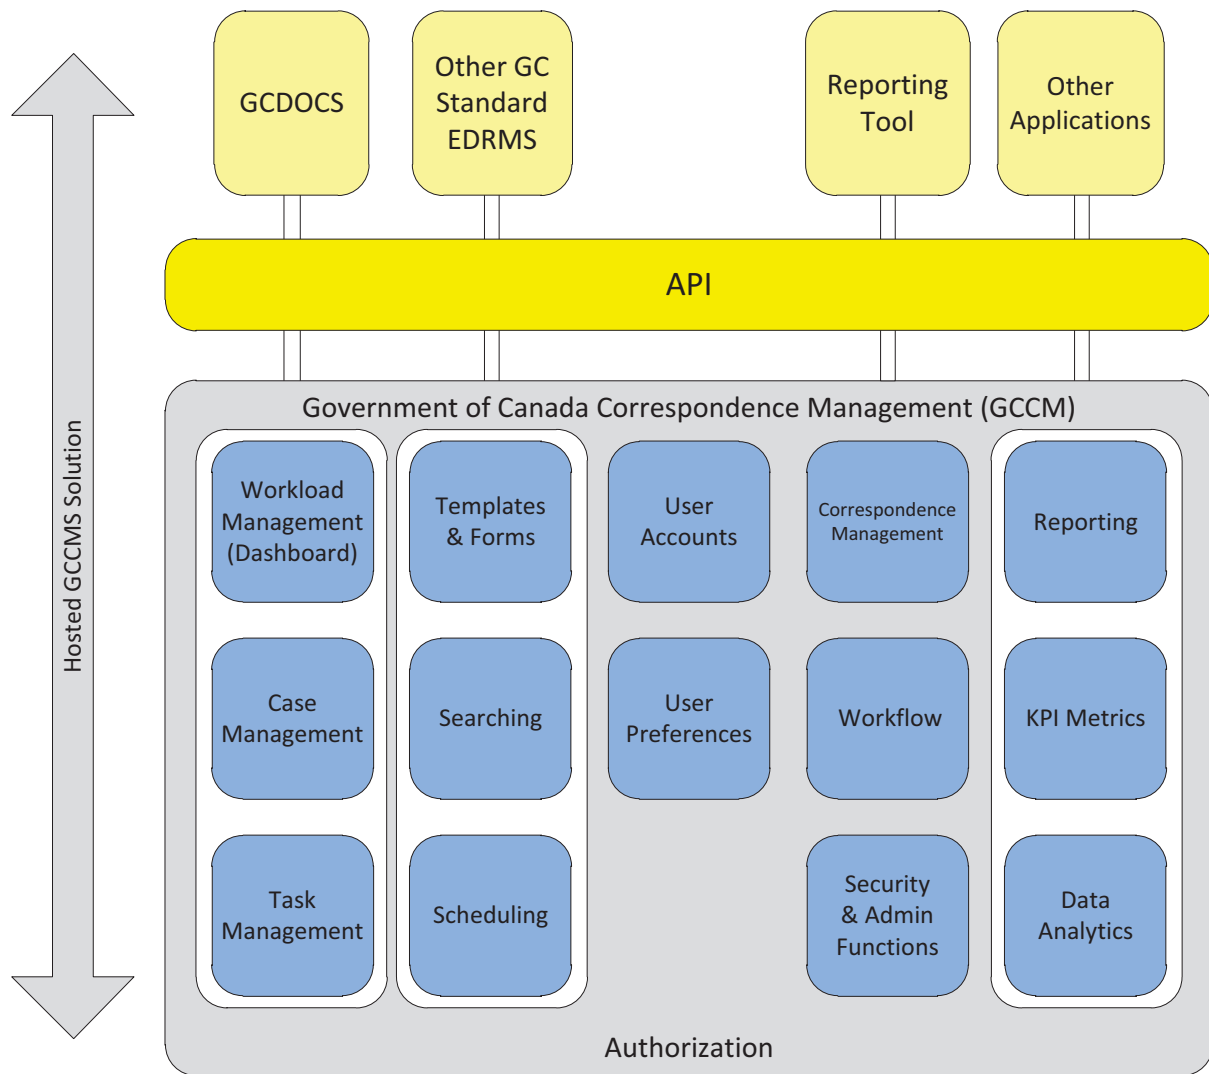 GCDOCS
Other GC
Standard
EDRMS
Reporting
Tool
Other
Applications
API
Hosted GCCMS Solution
Government of Canada Correspondence Management (GCCM)
Workload
Management
(Dashboard)
Templates
& Forms
User
Accounts
Correspondence
Management
Reporting
Case
Management
Searching
User
Preferences
Workflow
KPI Metrics
Task
Management
Scheduling
Security
& Admin
Functions
Data
Analytics
Authorization